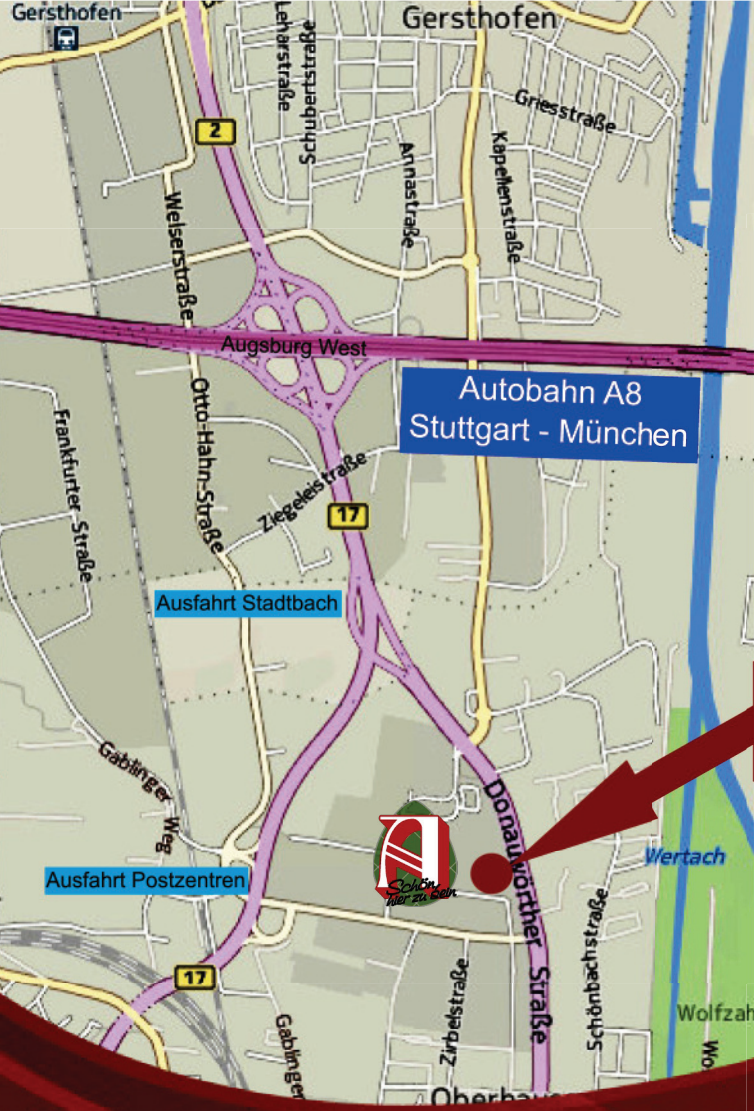 Gersthofen
Gersthofen
Leharstraße
Schubertstraße
Griesstraße
2
Annastraße
Kapellenstraße
Welserstraße
Augsburg West
Autobahn A8
Stuttgart - München
Otto-Hahn-Straße
Frankfurter Straße
Ziegeleistraße
17
Ausfahrt Stadtbach
Gablinger Weg
Donauwörther Straße
A
Schön,
hier zu sein
Wertach
Ausfahrt Postzentren
Schönbachstraße
Zirbelstraße
17
Gablinger
Wolfzah
Wo
Oberhaus